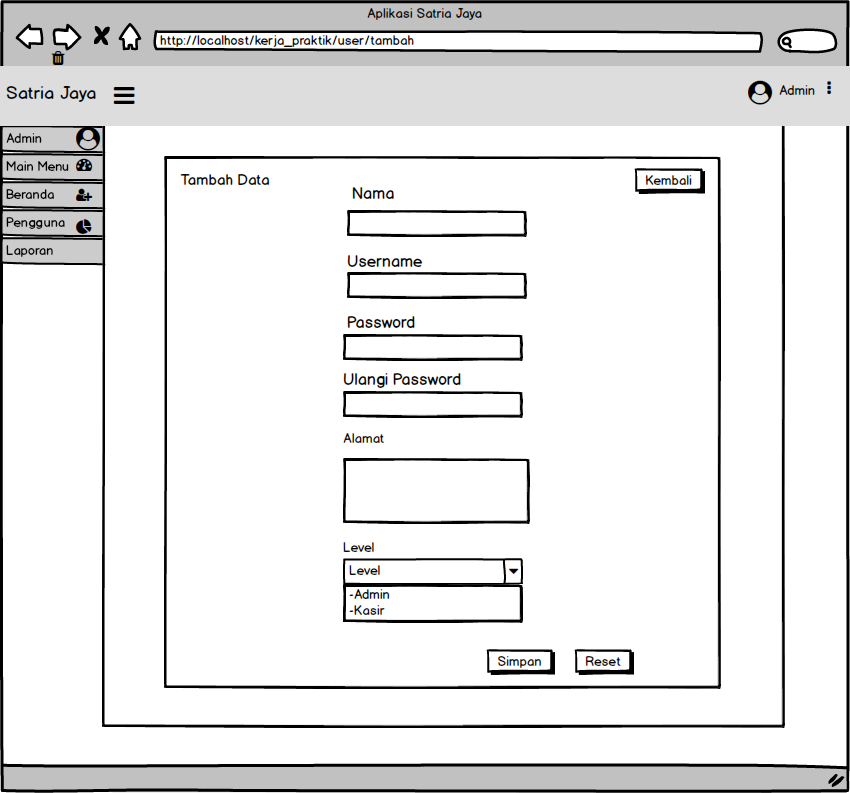 Aplikasi Satria Jaya
http://localhost/kerja_praktik/user/tambah
Satria Jaya
Admin
Admin
Main Menu
Beranda
Pengguna
Laporan
Tambah Data
Kembali
Nama
Username
Password
Ulangi Password
Alamat
Level
Level
-Admin
-Kasir
Simpan
Reset